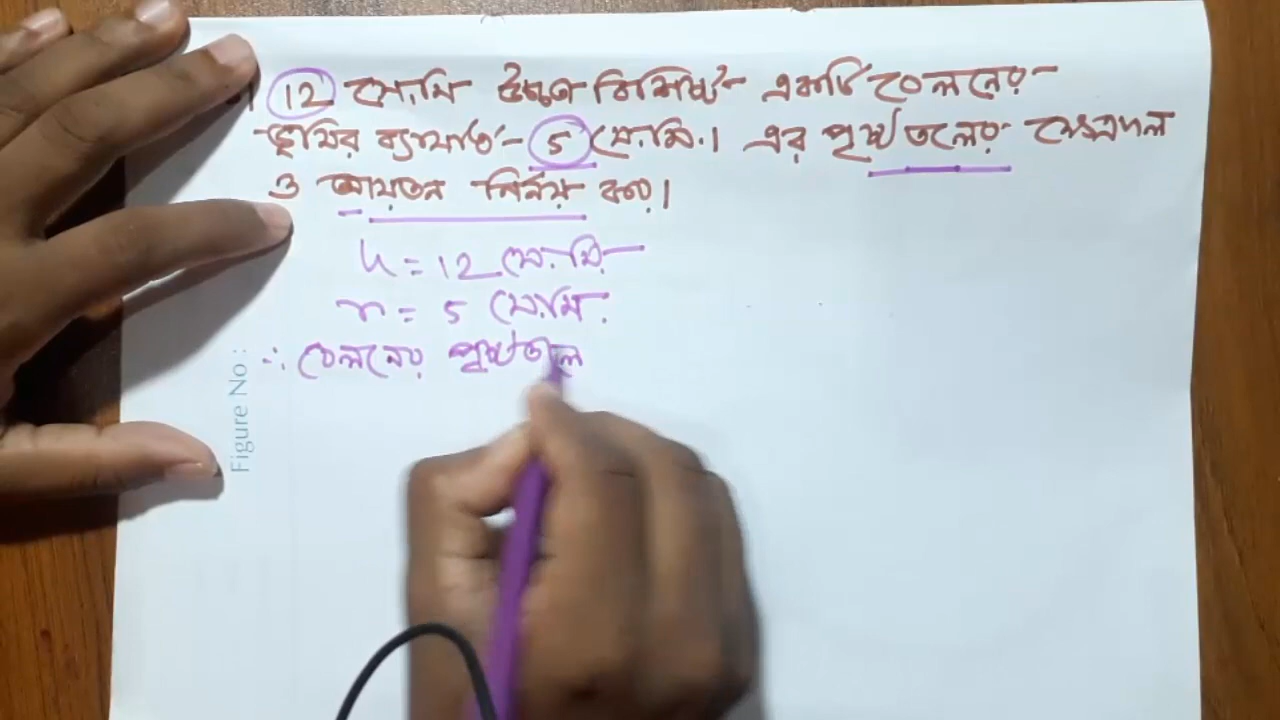 । 12 সে.মি উচ্চতা বিশিষ্ট একটি বেলনের
ভূমির ব্যাসার্ধ 5 সে.মি.। এর পৃষ্ঠতলের ক্ষেত্রফল
ও আয়তন নির্ণয় কর।
h = 12 সে.মি.
r = 5 সে.মি.
∴ বেলনের পৃষ্ঠতল
Figure No :